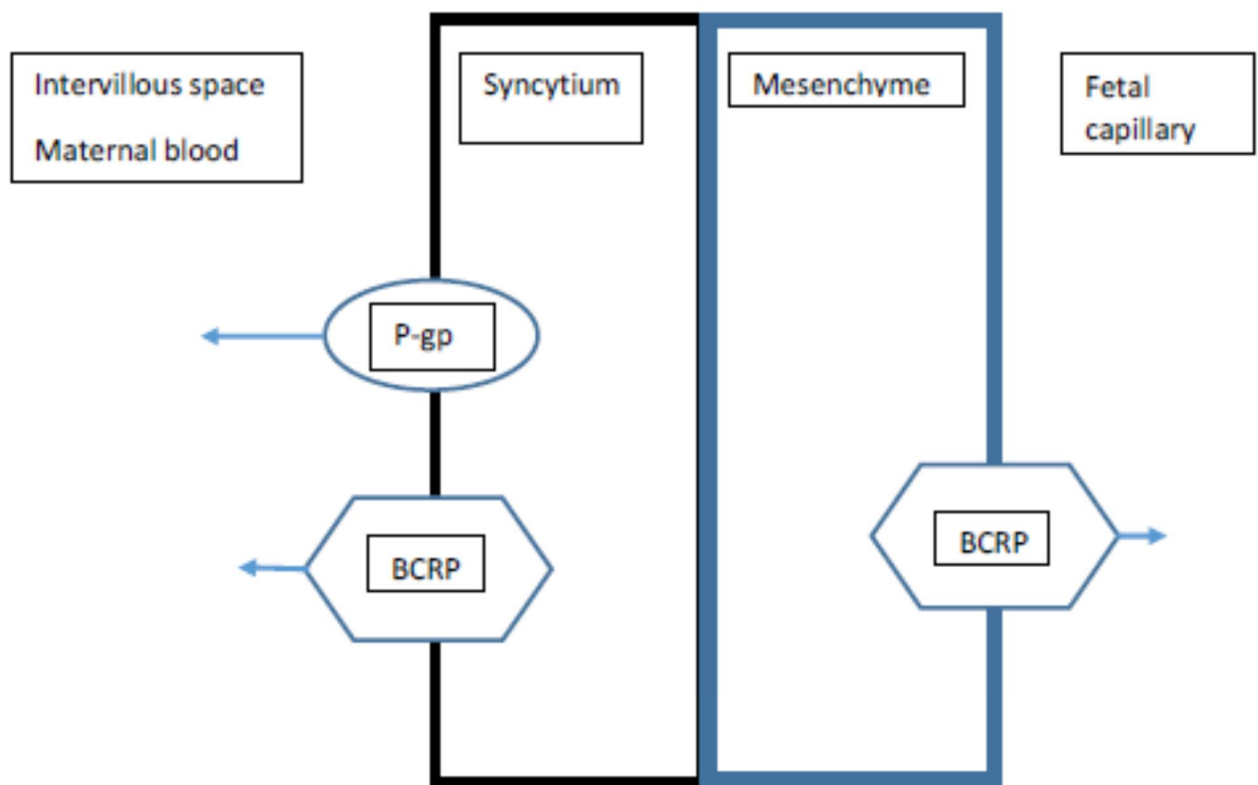 Intervillous space
Maternal blood
Syncytium
Mesenchyme
Fetal
capillary
P-gp
BCRP
BCRP